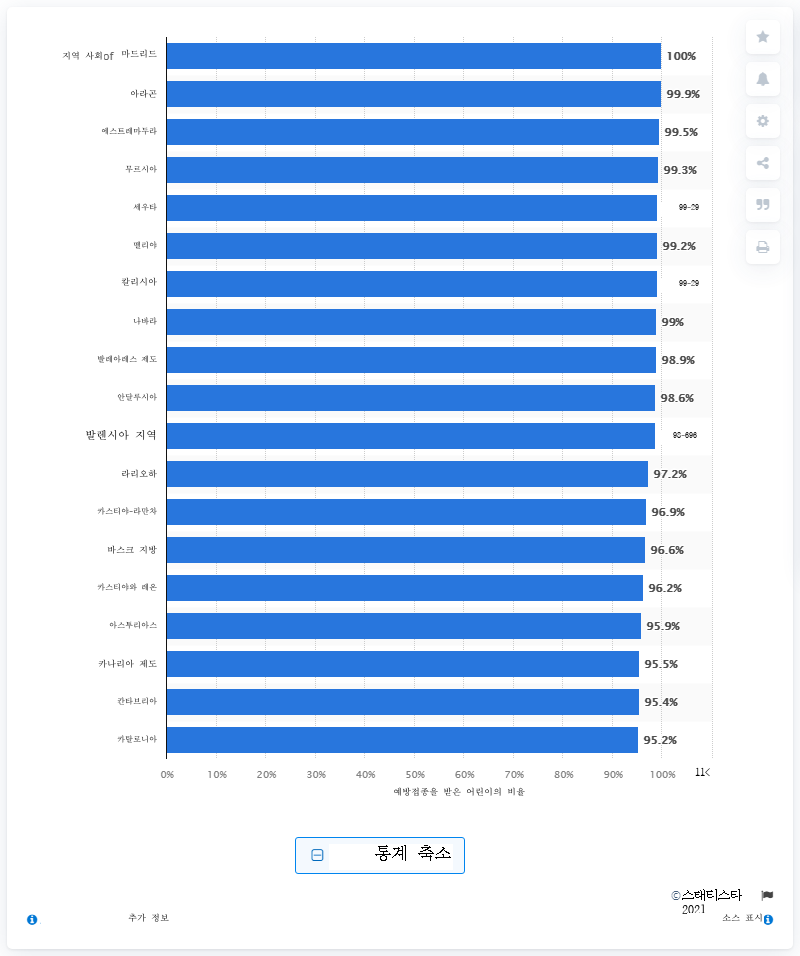 지역 사회of 마드리드 100%
아라곤 99.9%
에스트레마두라 99.5%
무르시아 99.3%
세우타 99-29
멜리야 99.2%
갈리시아 99-29
나바라 99%
발레아레스 제도 98.9%
안달루시아 98.6%
발렌시아 지역 98-696
라리오하 97.2%
카스티야-라만차 96.9%
바스크 지방 96.6%
카스티야와 레온 96.2%
아스투리아스 95.9%
카나리아 제도 95.5%
칸타브리아 95.4%
카탈로니아 95.2%
0% 10% 20% 30% 40% 50% 60% 70% 80% 90% 100% 11<
예방접종을 받은 어린이의 비율
통계 축소
©스태티스타
2021
추가 정보 소스 표시